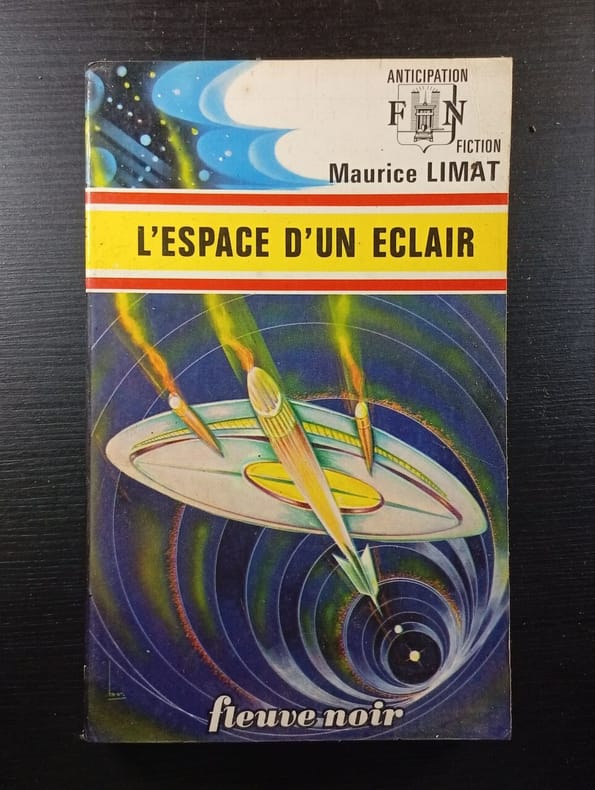 ANTICIPATION
F N
FICTION
Maurice LIMAT
L'ESPACE D'UN ECLAIR
fleuve noir